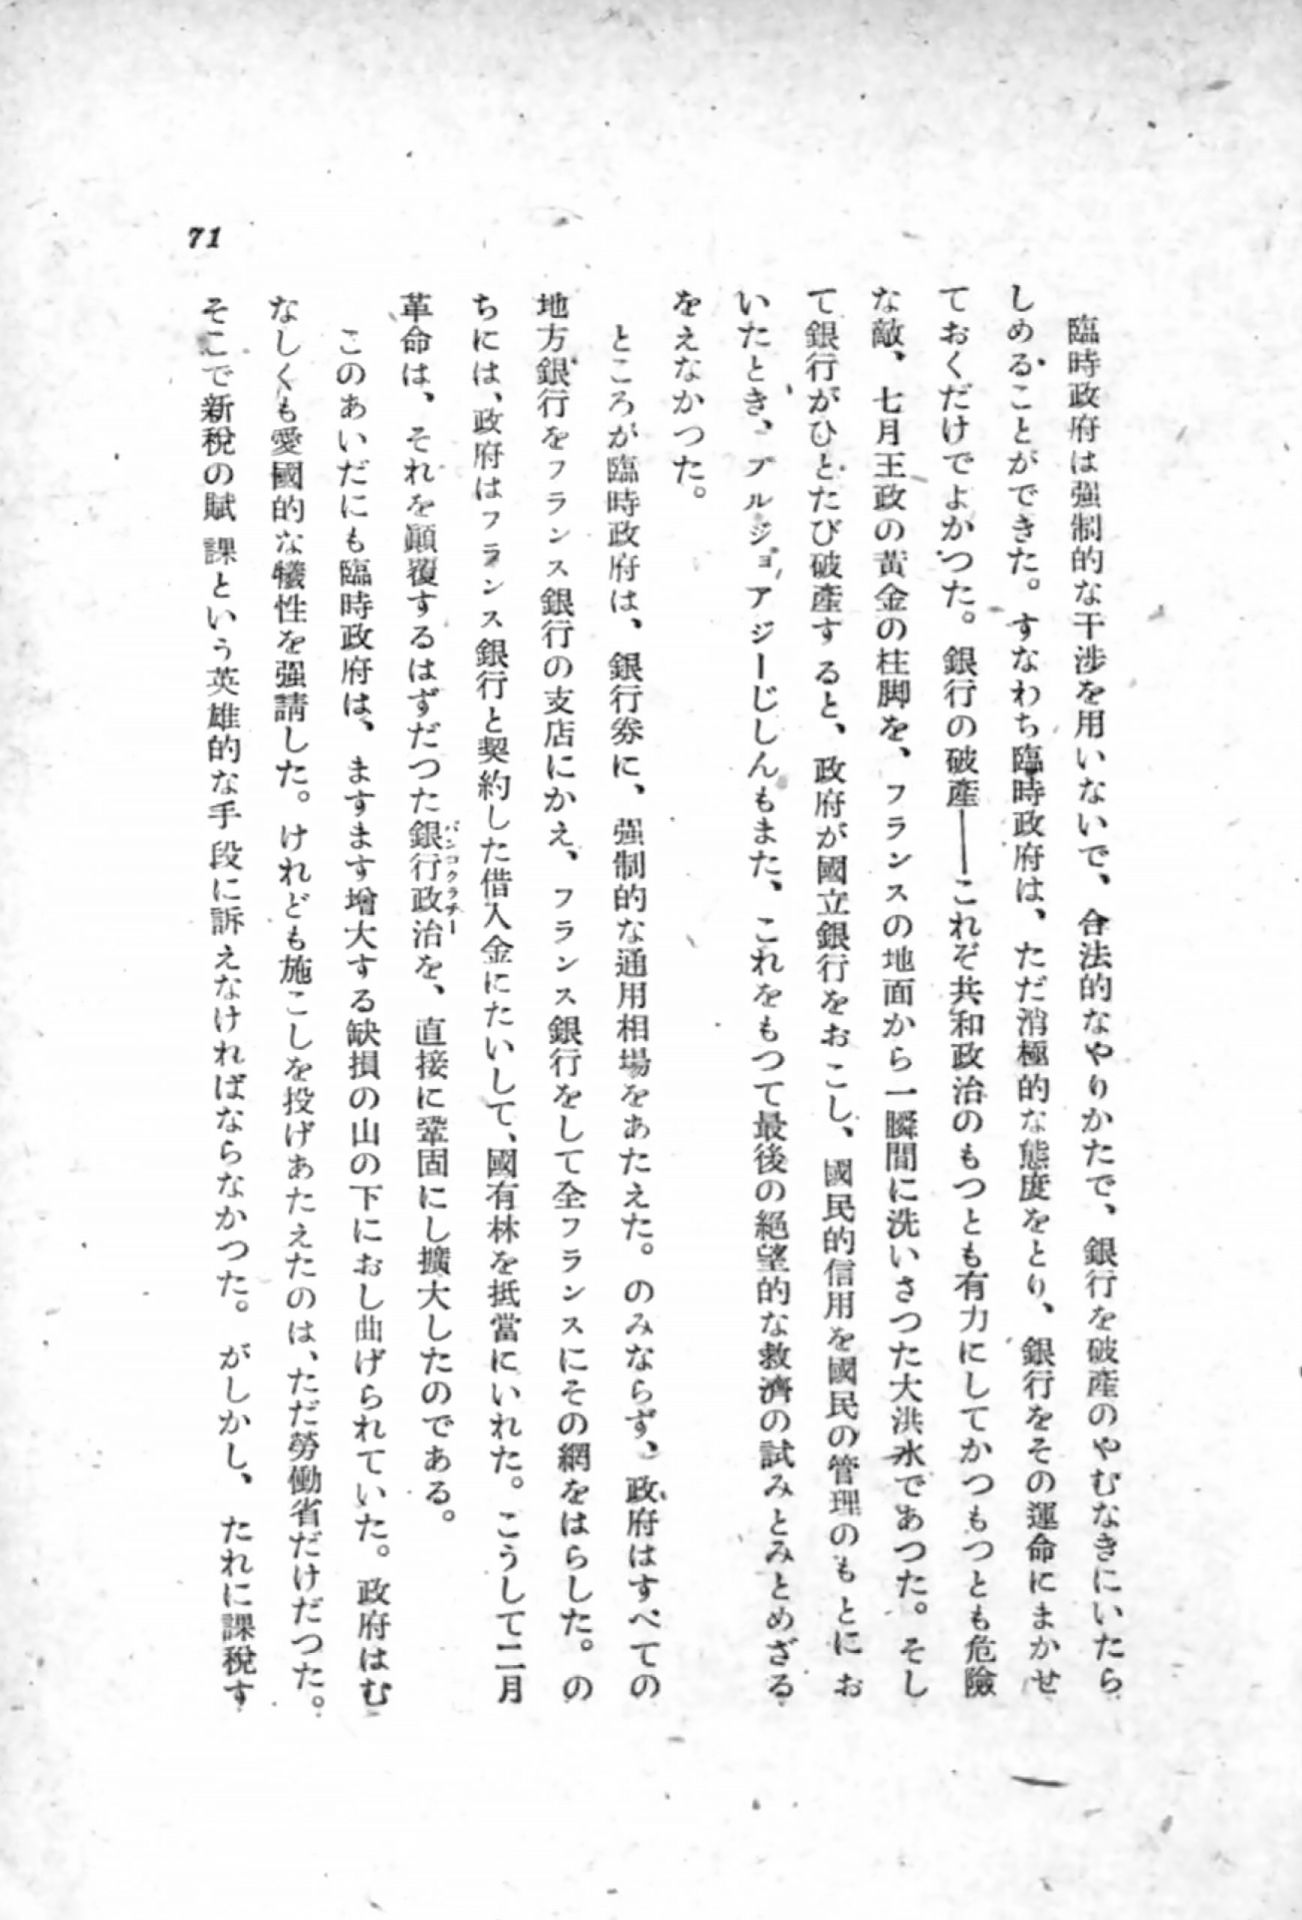 臨時政府は强制的な干涉を用いないで、合法的なやりかたで、銀行を破產のやむなきにいたら
しめることができた。すなわち臨時政府は、ただ消極的な態度をとり、銀行をその運命にまかせ
ておくだけでよかつた。銀行の破產――これぞ共和政治のもつとも有力にしてかつもつとも危險
な敵、七月王政の黃金の柱脚を、フランスの地面から一瞬間に洗いさつた大洪水であつた。そし
て銀行がひとたび破產すると、政府が國立銀行をおこし、國民的信用を國民の管理のもとにお
いたとき、ブルジョアジーじしんもまた、これをもつて最後の絕望的な救濟の試みとみとめざる
をえなかつた。
ところが臨時政府は、銀行券に、强制的な通用相場をあたえた。のみならず、政府はすべての
地方銀行をフランス銀行の支店にかえ、フランス銀行をして全フランスにその網をはらした。の
ちには、政府はフランス銀行と契約した借入金にたいして、國有林を抵當にいれた。こうして二月
革命は、それを顚覆するはずだつた銀行政治バンコクラチーを、直接に鞏固にし擴大したのである。
このあいだにも臨時政府は、ますます增大する缺損の山の下におし曲げられていた。政府はむ
なしくも愛國的な犧性を强請した。けれども施こしを投げあたえたのは、ただ勞働省だけだつた。
そこで新稅の賦課という英雄的な手段に訴えなければならなかつた。がしかし、たれに課稅す
71